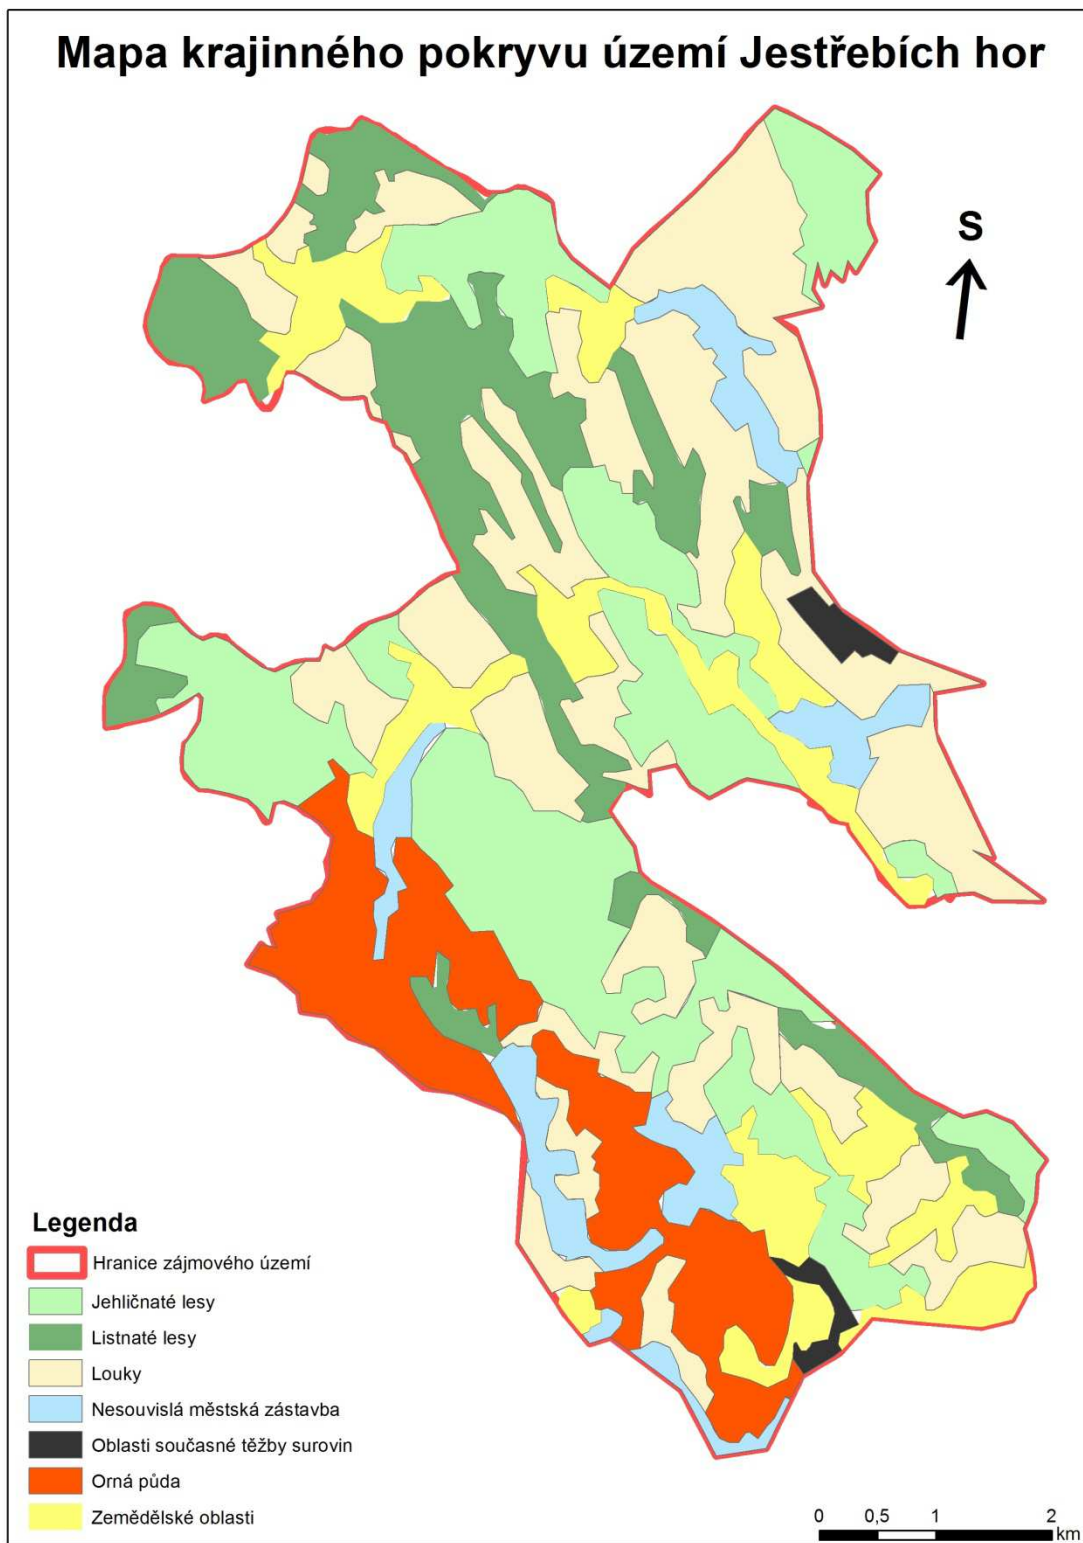 Mapa krajinného pokryvu území Jestřebích hor
S
Legenda
Hranice zájmového území
Jehličnaté lesy
Listnaté lesy
Louky
Nesouvislá městská zástavba
Oblasti současné těžby surovin
Orná půda
Zemědělské oblasti
0 0,5 1 2
km